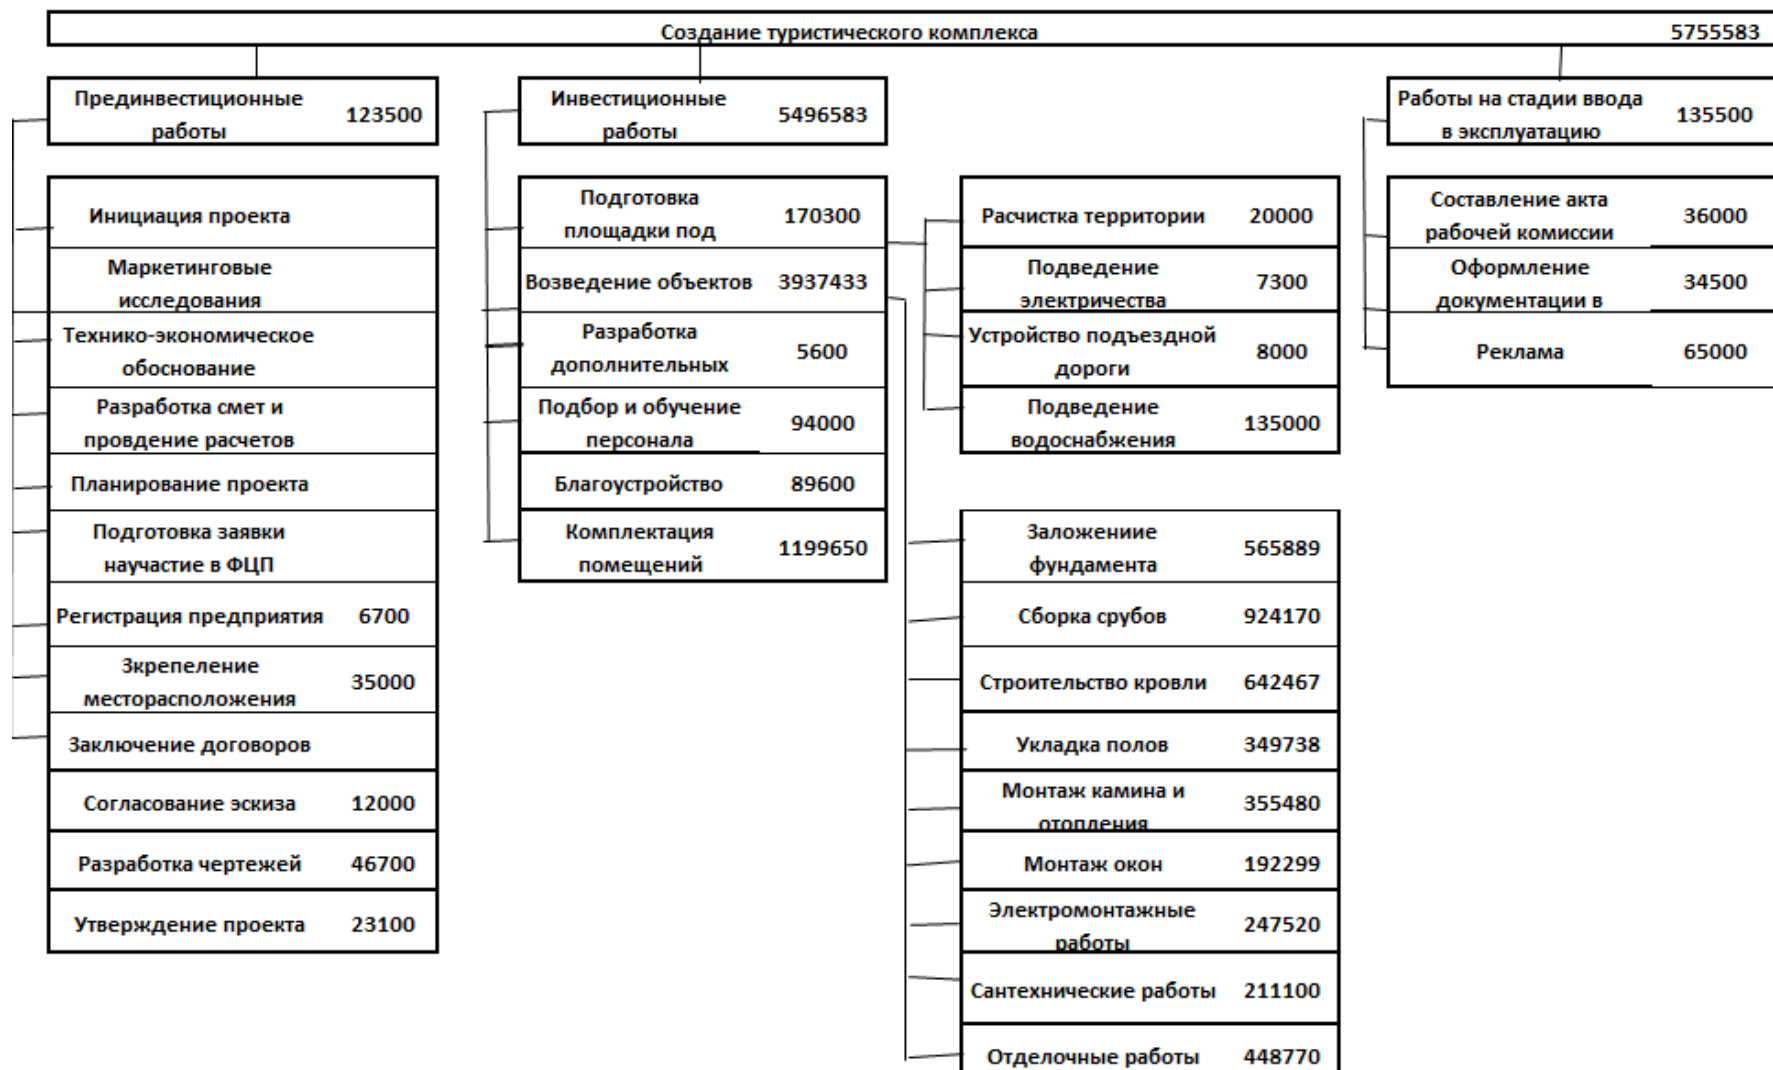 Создание туристического комплекса 5755583
Прединвестиционные
работы
123500
Инвестиционные
работы
5496583
Работы на стадии ввода
в эксплуатацию
135500
Инициация проекта
Маркетинговые
исследования
Технико-экономическое
обоснование
Разработка смет и
провдение расчетов
Планирование проекта
Подготовка заявки
научастие в ФЦП
Регистрация предприятия 6700
Зкрепеление
месторасположения
35000
Заключение договоров
Согласование эскиза 12000
Разработка чертежей 46700
Утверждение проекта 23100
Подготовка
площадки под
170300
Возведение объектов 3937433
Разработка
дополнительных
5600
Подбор и обучение
персонала
94000
Благоустройство 89600
Комплектация
помещений
1199650
Расчистка территории 20000
Подведение
электричества
7300
Устройство подъездной
дороги
8000
Подведение
водоснабжения
135000
Заложениие
фундамента
565889
Сборка срубов 924170
Строительство кровли 642467
Укладка полов 349738
Монтаж камина и
отопления
355480
Монтаж окон 192299
Электромонтажные
работы
247520
Сантехнические работы 211100
Отделочные работы 448770
Составление акта
рабочей комиссии
36000
Оформление
документации в
34500
Реклама 65000